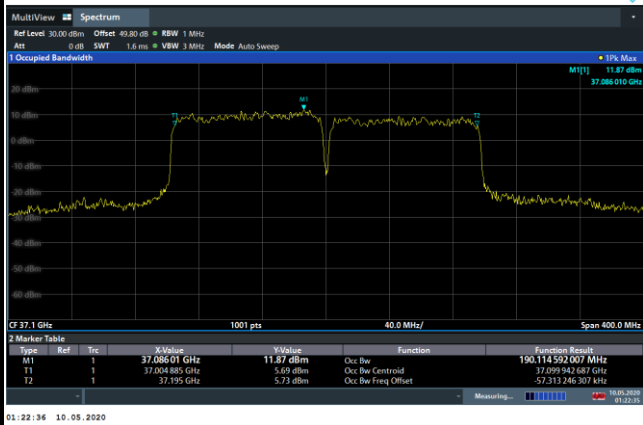 MultiView Spectrum
Ref Level 30.00 dBm Offset 49.80 dB RBW 1 MHz
Att 0 dB SWT 1.6 ms VBW 3 MHz Mode Auto Sweep
1 Occupied Bandwidth 1Pk Max
M1[1] 11.87 dBm
37.086 010 GHz
20 dBm
M1
10 dBm
T1 T2
0 dBm
-10 dBm
-20 dBm
-30 dBm
-40 dBm
-50 dBm
-60 dBm
CF 37.1 GHz 1001 pts 40.0 MHz/ Span 400.0 MHz
2 Marker Table
Type Ref Trc X-Value Y-Value Function Function Result
M1 1 37.086 01 GHz 11.87 dBm Occ Bw 190.114 592 007 MHz
T1 1 37.004 885 GHz 5.69 dBm Occ Bw Centroid 37.099 942 687 GHz
T2 1 37.195 GHz 5.73 dBm Occ Bw Freq Offset -57.313 246 307 kHz
Measuring... 10.05.2020
01:22:35
01:22:36 10.05.2020